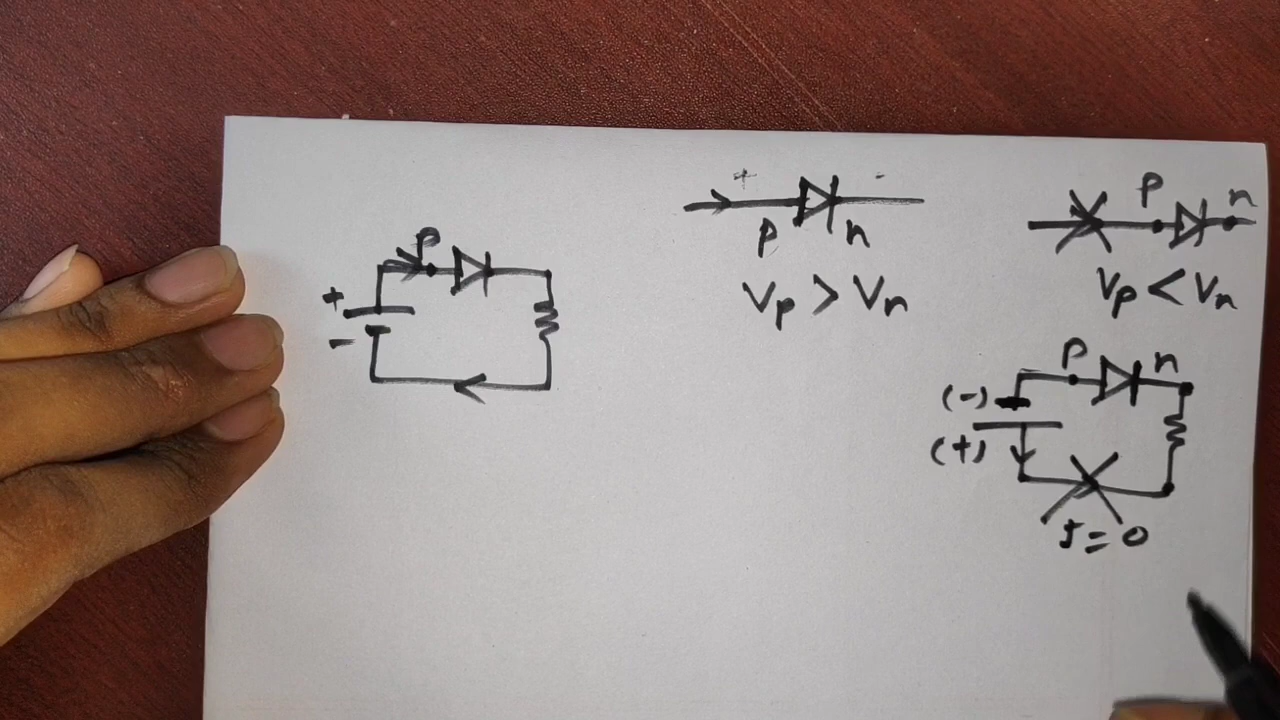 P
+
-
+ -
p n
Vp > Vn
P n
Vp < Vn
P n
(-)
(+)
I = 0